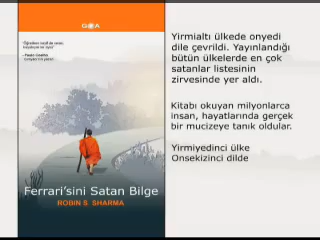 GOA
Yirmialtı ülkede onyedi
dile çevrildi. Yayınlandığı
bütün ülkelerde en çok
satanlar listesinin
zirvesinde yer aldı.
Kitabı okuyan milyonlarca
insan, hayatlarında gerçek
bir mucizeye tanık oldular.
Yirmiyedinci ülke
Onsekizinci dilde
Ferrari'sini Satan Bilge
ROBIN S. SHARMA